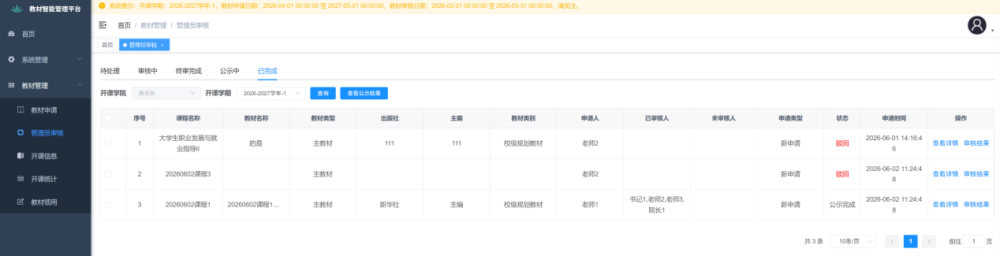 教材智能管理平台
系统提示：开课学期：2026-2027学年-1，教材申请日期：2026-04-01 00:00:00 至 2027-05-01 00:00:00，教材审核日期：2026-02-01 00:00:00 至 2026-03-31 00:00:00，请关注。
首页 / 教材管理 / 管理员审核
首页
系统管理
教材管理
教材申请
管理员审核
开课信息
开课统计
教材领用
首页 管理员审核 ×
待处理 审核中 终审完成 公示中 已完成
开课学院 教务处 开课学期 2026-2027学年-1 查询 查看公示结果
序号 课程名称 教材名称 教材类型 出版社 主编 教材类别 申请人 已审核人 未审核人 申请类型 状态 申请时间 操作
1 大学生职业发展与就业指导II 的是 主教材 111 111 校级规划教材 老师2 新申请 驳回 2026-06-01 14:16:46 查看详情 审核结果
2 20260602课程3 主教材 老师2 新申请 驳回 2026-06-02 11:24:48 查看详情 审核结果
3 20260602课程1 20260602课程1... 主教材 新华社 主编 校级规划教材 老师1 书记1,老师2,老师3,院长1 新申请 公示完成 2026-06-02 11:24:48 查看详情 审核结果
共 3 条 10条/页 < 1 > 前往 1 页